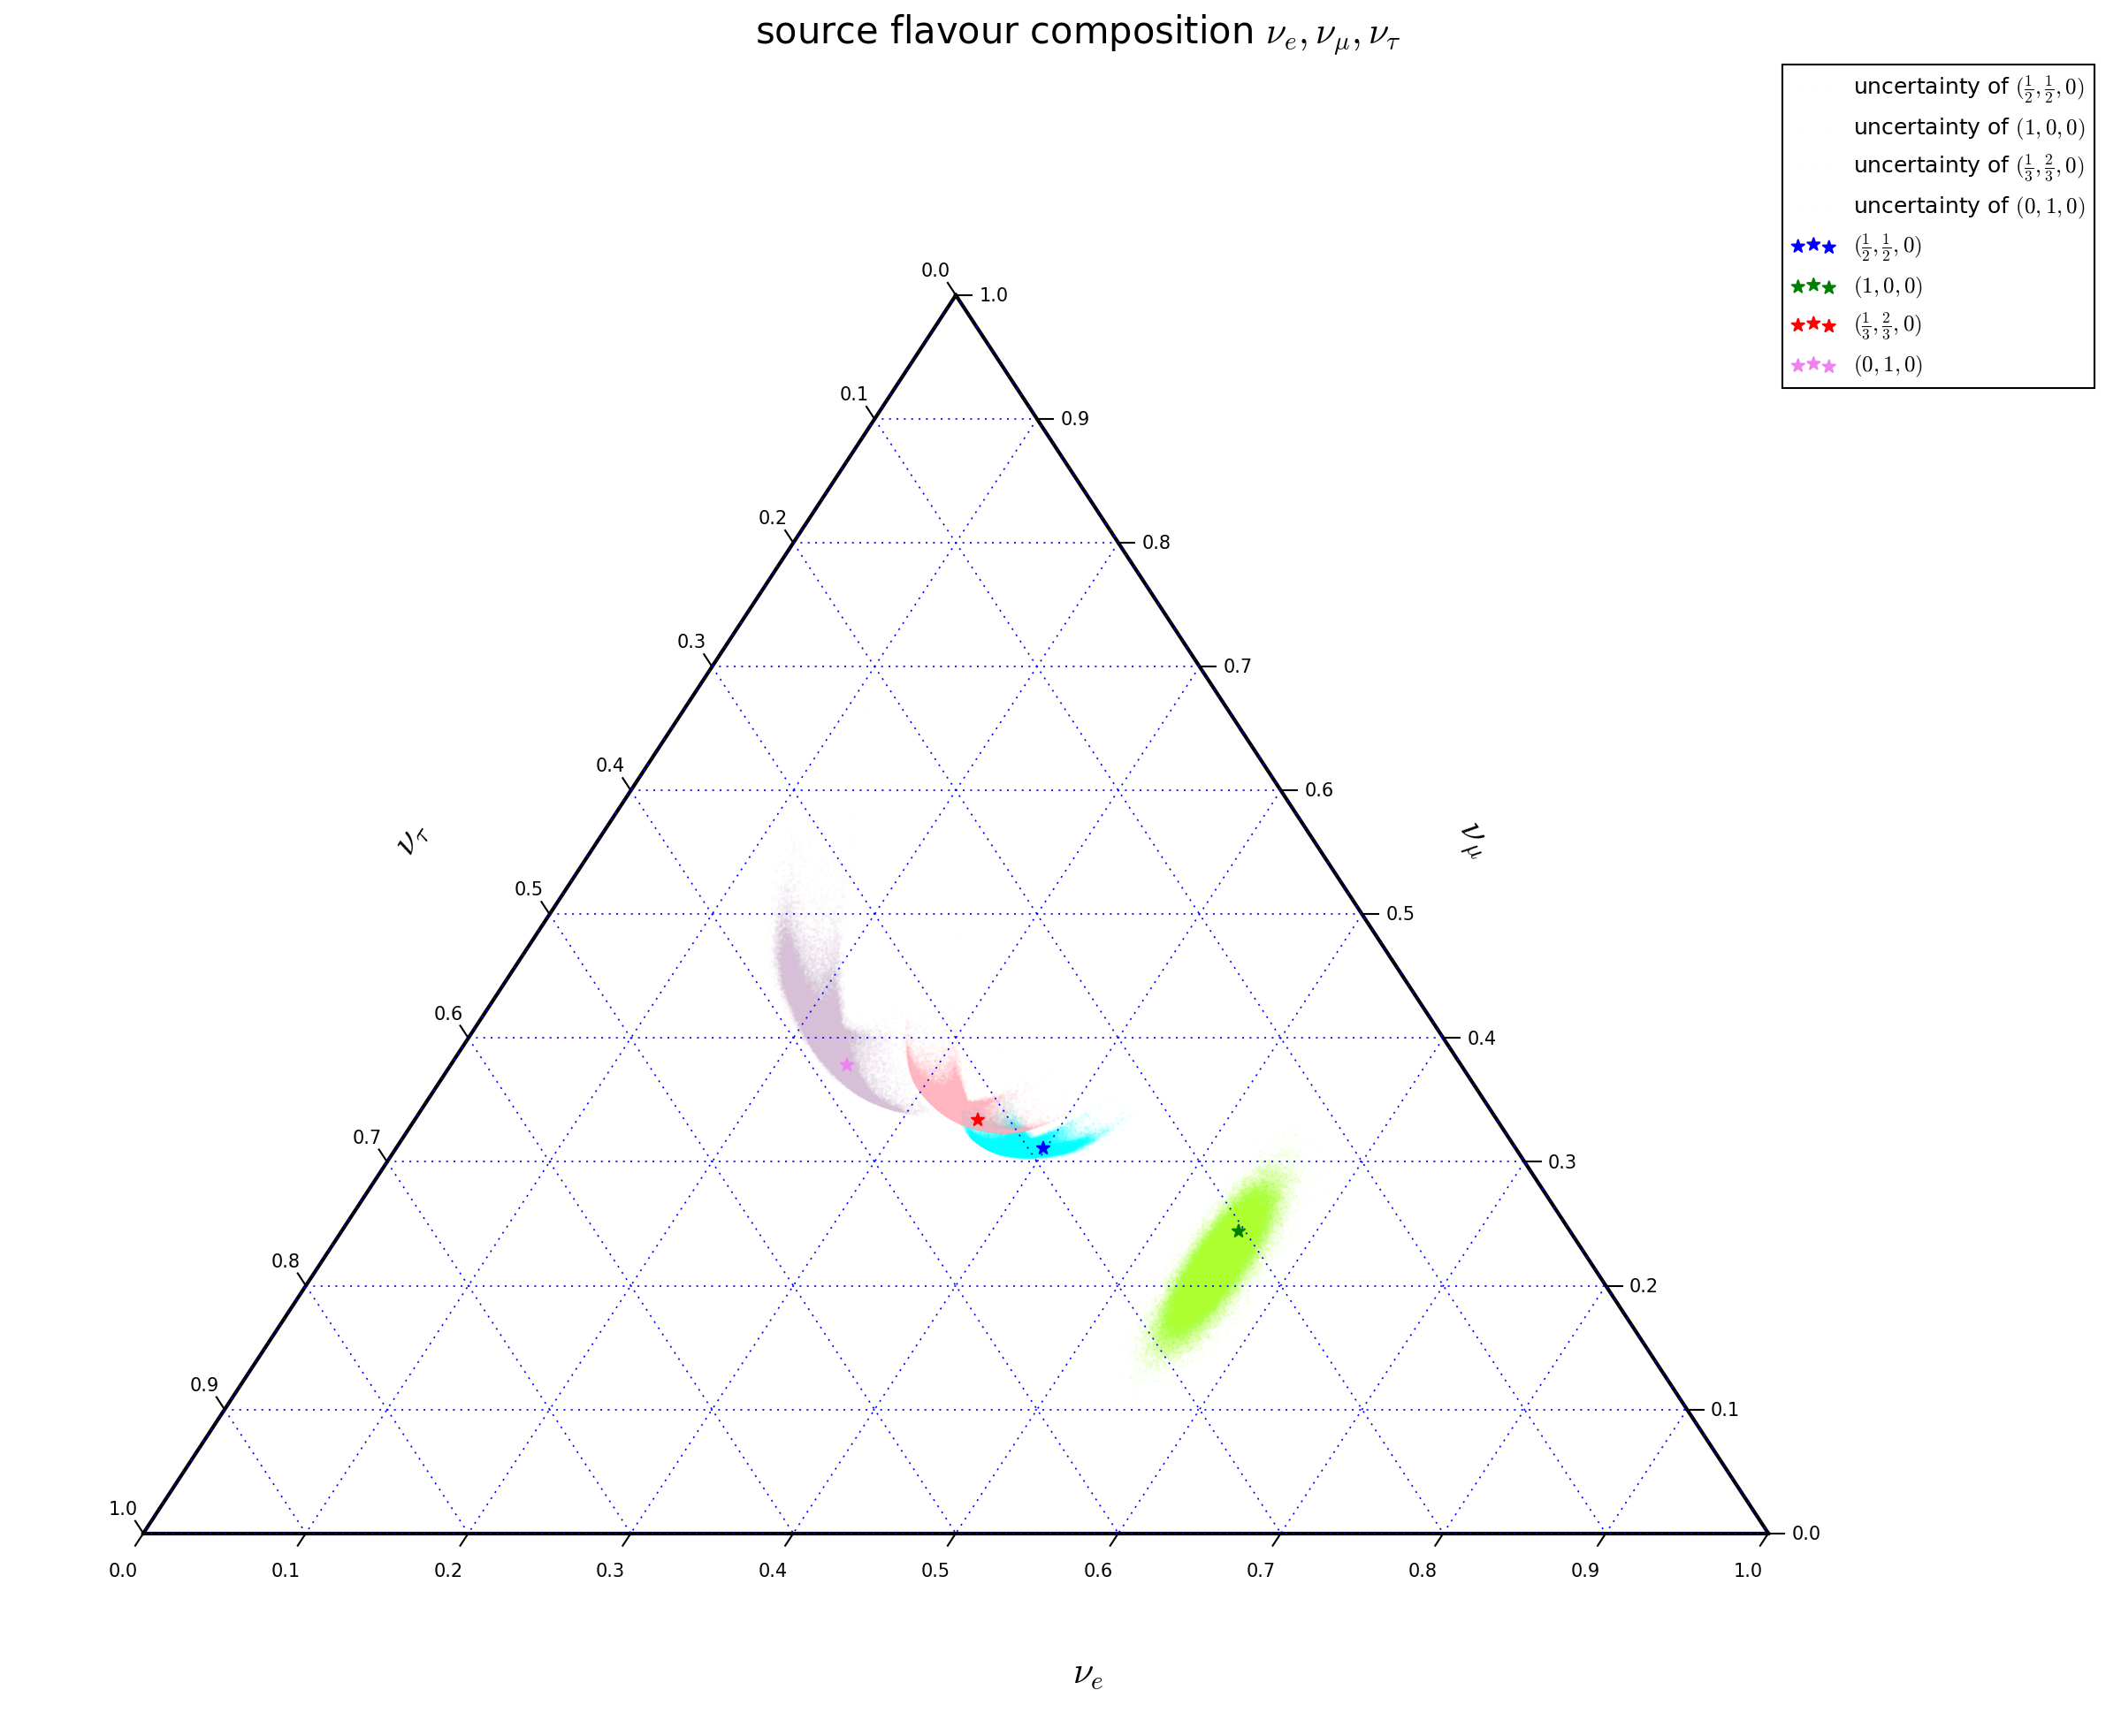 source flavour composition νₑ, ν_μ, ν_τ
uncertainty of (1/2, 1/2, 0)
uncertainty of (1, 0, 0)
uncertainty of (1/3, 2/3, 0)
uncertainty of (0, 1, 0)
(1/2, 1/2, 0)
(1, 0, 0)
(1/3, 2/3, 0)
(0, 1, 0)
0.0
1.0
0.1
0.9
0.2
0.8
0.3
0.7
0.4
0.6
ν_τ
ν_μ
0.5
0.5
0.6
0.4
0.7
0.3
0.8
0.2
0.9
0.1
1.0
0.0
0.0 0.1 0.2 0.3 0.4 0.5 0.6 0.7 0.8 0.9 1.0
νₑ